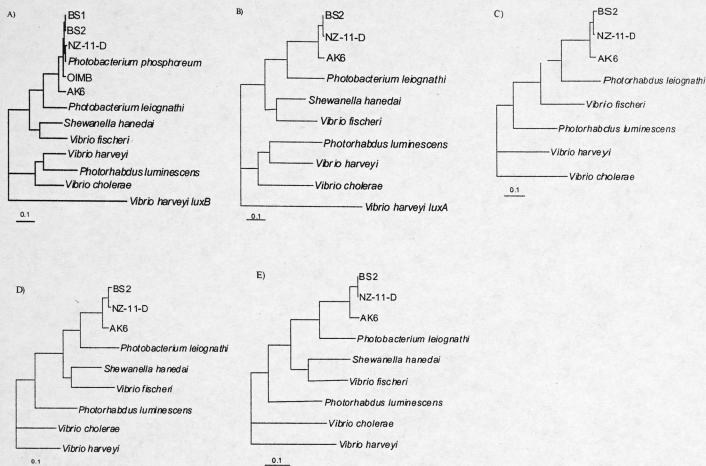 A)
BS1
BS2
NZ-11-D
Photobacterium phosphoreum
OIMB
AK6
Photobacterium leiognathi
Shewanella hanedai
Vibrio fischeri
Vibrio harveyi
Photorhabdus luminescens
Vibrio cholerae
Vibrio harveyi luxB
0.1
B)
BS2
NZ-11-D
AK6
Photobacterium leiognathi
Shewanella hanedai
Vibrio fischeri
Photorhabdus luminescens
Vibrio harveyi
Vibrio cholerae
Vibrio harveyi luxA
0.1
C)
BS2
NZ-11-D
AK6
Photorhabdus leiognathi
Vibrio fischeri
Photorhabdus luminescens
Vibrio harveyi
Vibrio cholerae
0.1
D)
BS2
NZ-11-D
AK6
Photobacterium leiognathi
Shewanella hanedai
Vibrio fischeri
Photorhabdus luminescens
Vibrio cholerae
Vibrio harveyi
0.1
E)
BS2
NZ-11-D
AK6
Photobacterium leiognathi
Shewanella hanedai
Vibrio fischeri
Photorhabdus luminescens
Vibrio cholerae
Vibrio harveyi
0.1